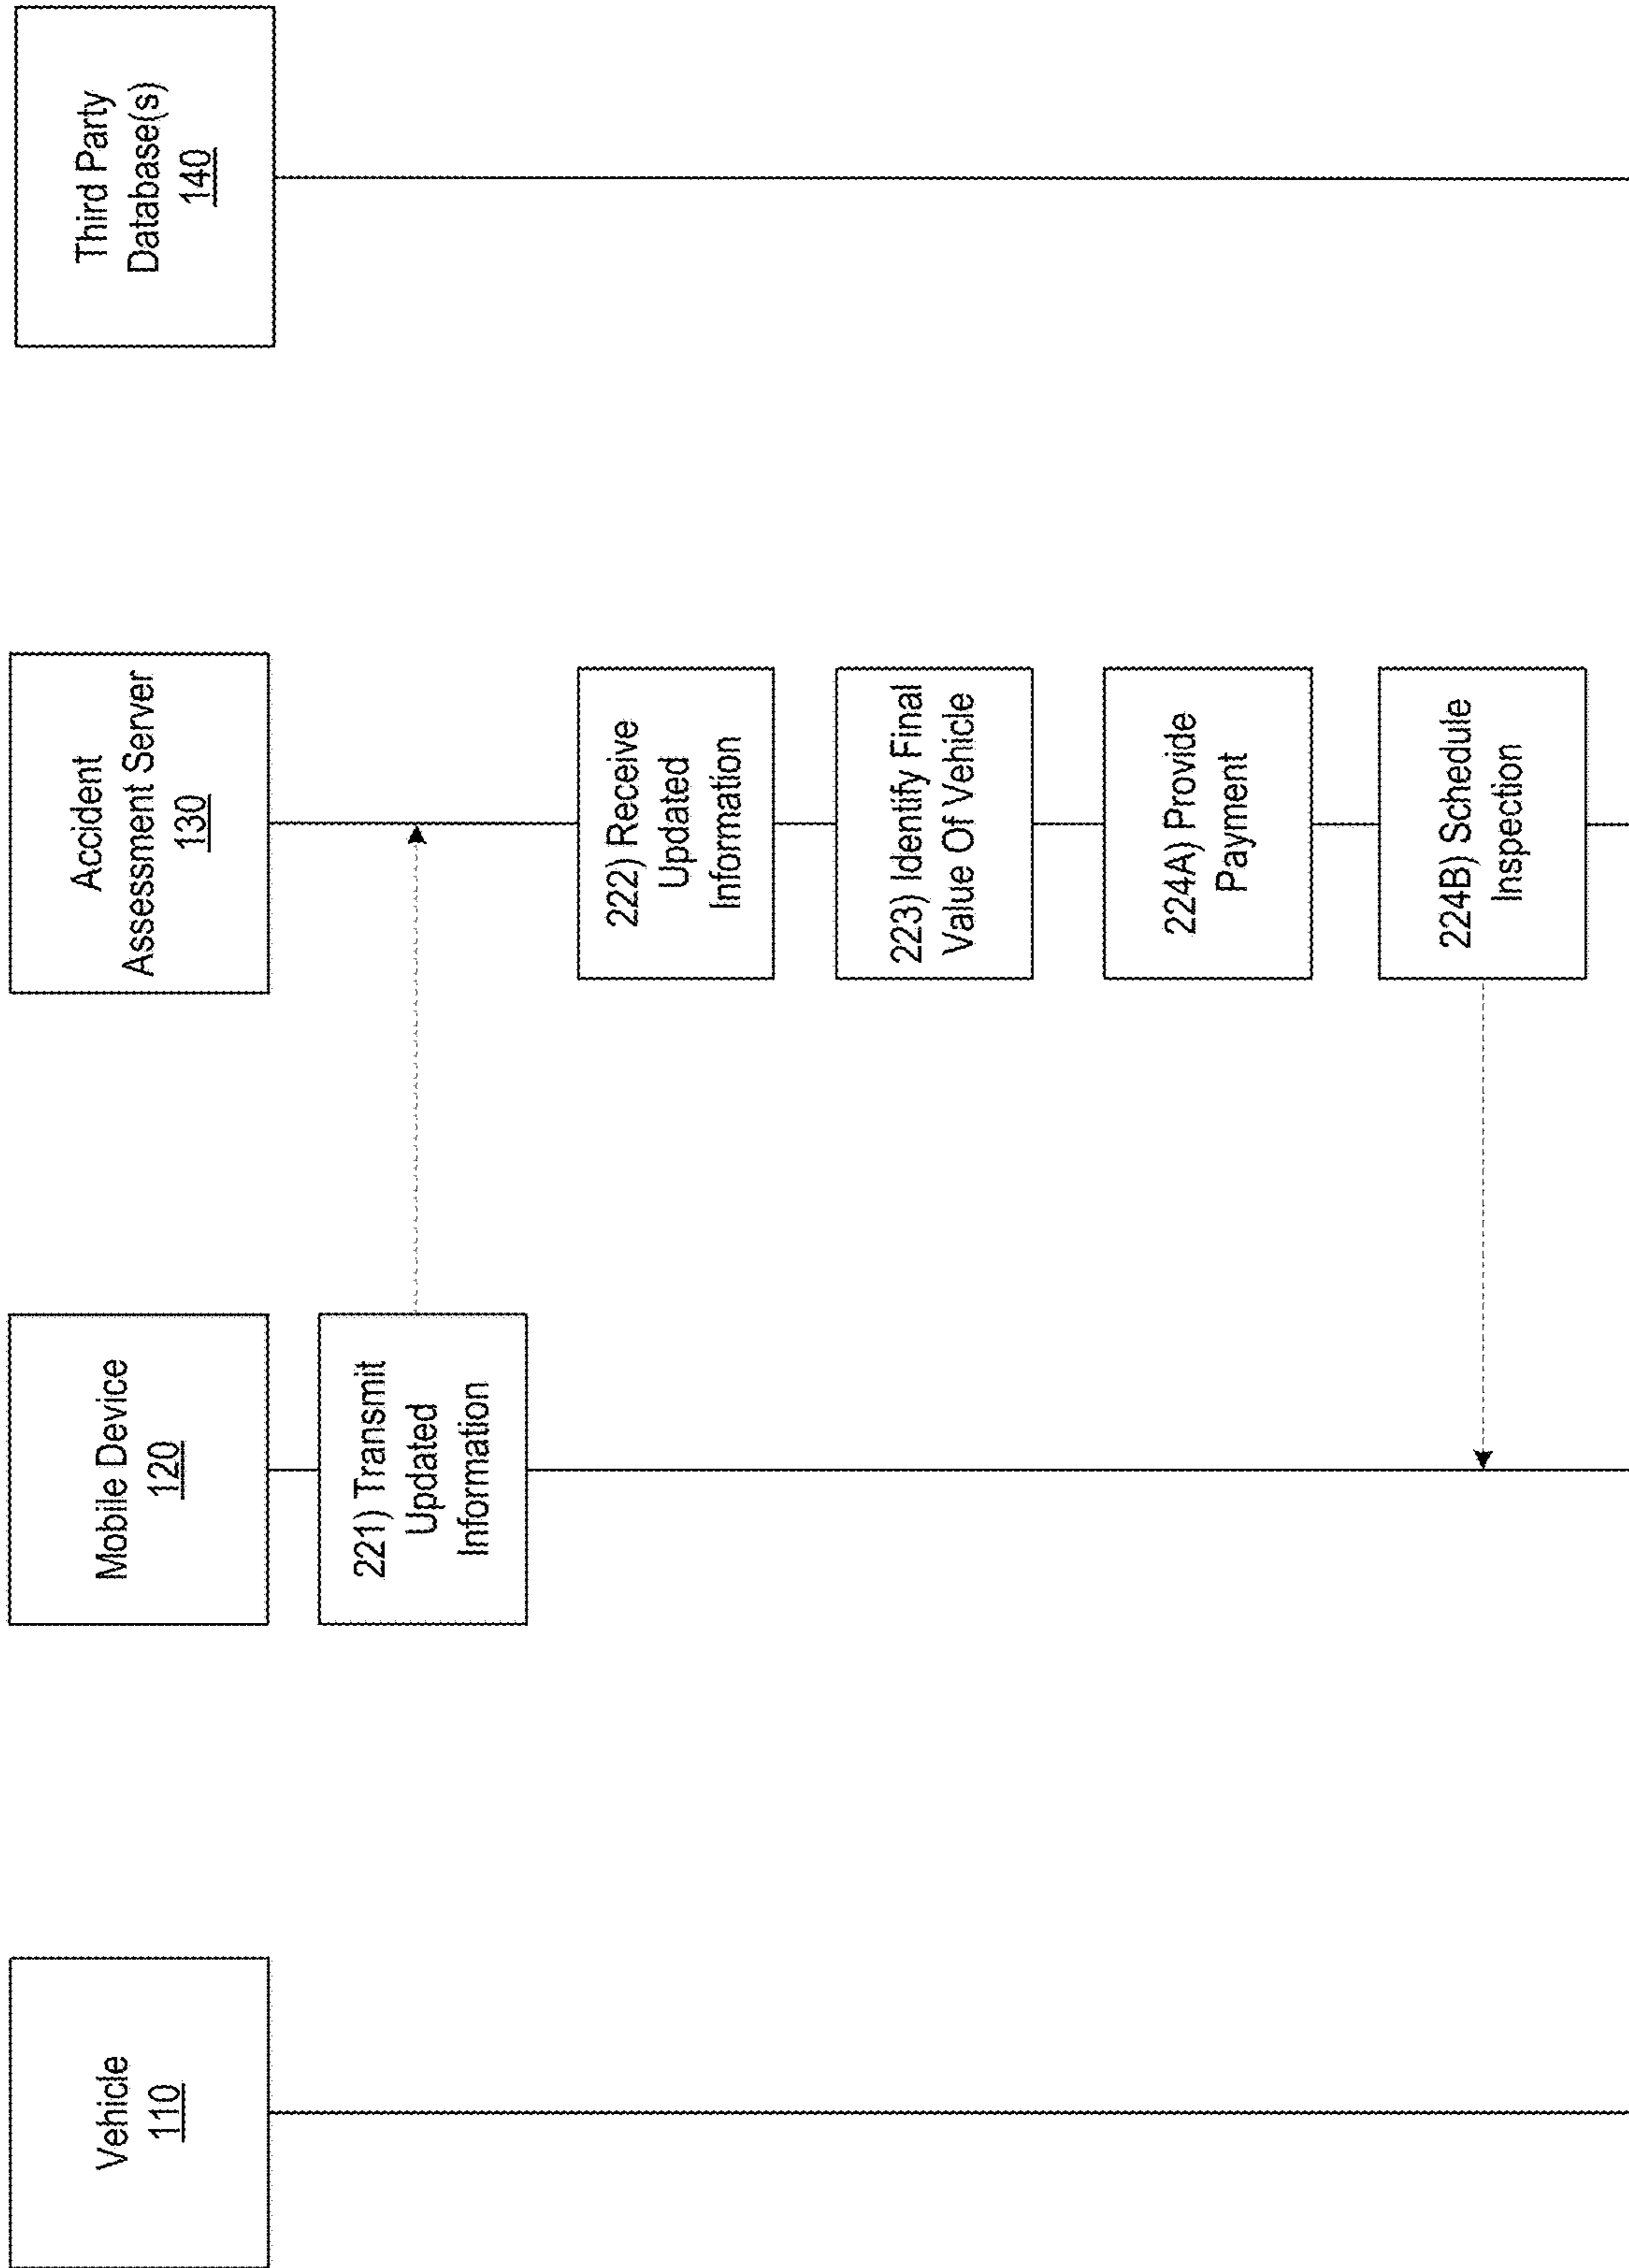 Vehicle
110
Mobile Device
120
Accident
Assessment Server
130
Third Party
Database(s)
140
221) Transmit
Updated
Information
222) Receive
Updated
Information
223) Identify Final
Value Of Vehicle
224A) Provide
Payment
224B) Schedule
Inspection